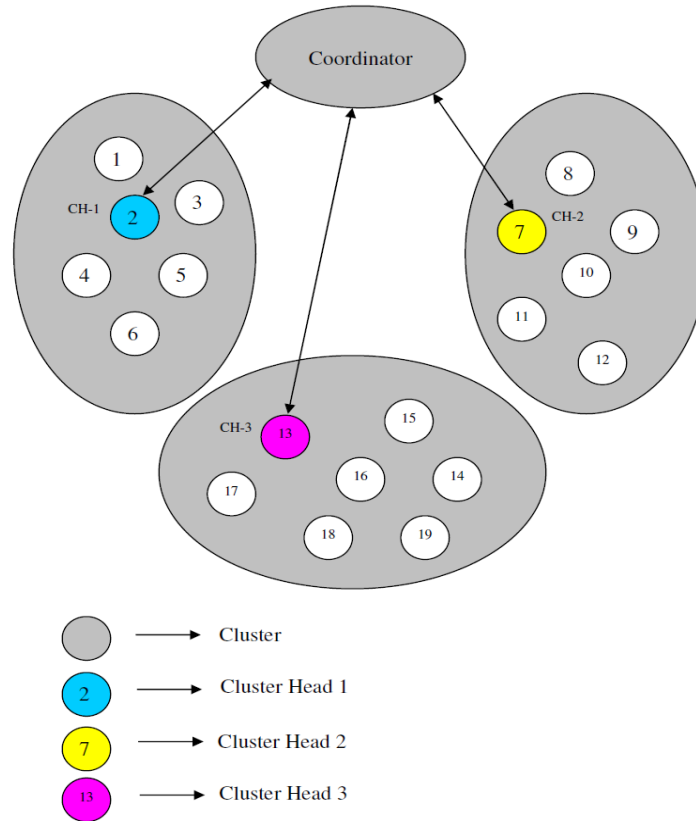 Coordinator
1
CH-1
2
3
4
5
6
8
7
CH-2
9
10
11
12
CH-3
13
15
17
16
14
18
19
Cluster
2
Cluster Head 1
7
Cluster Head 2
13
Cluster Head 3